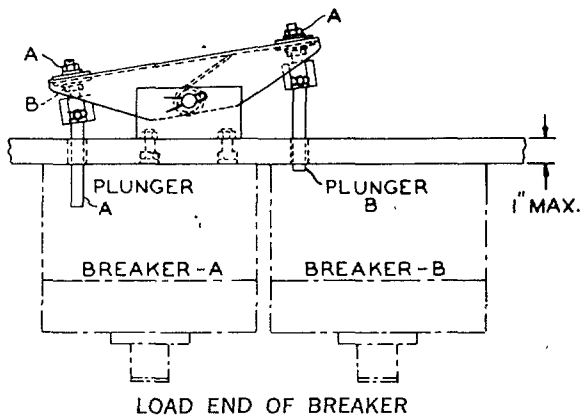 A
A
B
PLUNGER
A
PLUNGER
B
1" MAX.
BREAKER-A
BREAKER-B
LOAD END OF BREAKER